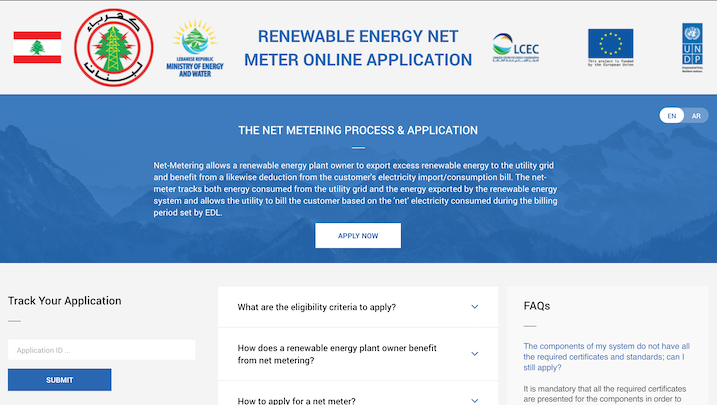 كهرباء
لبنان
LEBANESE REPUBLIC
MINISTRY OF ENERGY
AND WATER
RENEWABLE ENERGY NET
METER ONLINE APPLICATION
LCEC
This project is funded
by the European Union
U N
D P
EN
AR
THE NET METERING PROCESS & APPLICATION
Net-Metering allows a renewable energy plant owner to export excess renewable energy to the utility grid
and benefit from a likewise deduction from the customer's electricity import/consumption bill. The net-
meter tracks both energy consumed from the utility grid and the energy exported by the renewable energy
system and allows the utility to bill the customer based on the 'net' electricity consumed during the billing
period set by EDL.
APPLY NOW
Track Your Application
Application ID ...
SUBMIT
What are the eligibility criteria to apply?
How does a renewable energy plant owner benefit
from net metering?
How to apply for a net meter?
FAQs
The components of my system do not have all
the required certificates and standards; can I
still apply?
It is mandatory that all the required certificates
are presented for the components in order to